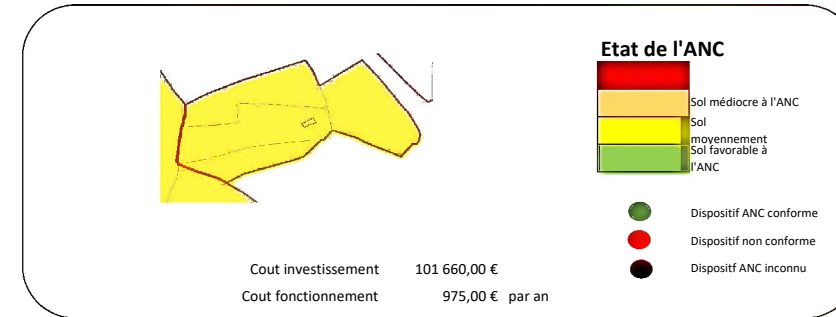 Etat de l'ANC
Sol médiocre à l'ANC
Sol
moyennement
Sol favorable à
l'ANC
Dispositif ANC conforme
Dispositif non conforme
Dispositf ANC inconnu
Cout investissement 101 660,00 €
Cout fonctionnement 975,00 € par an